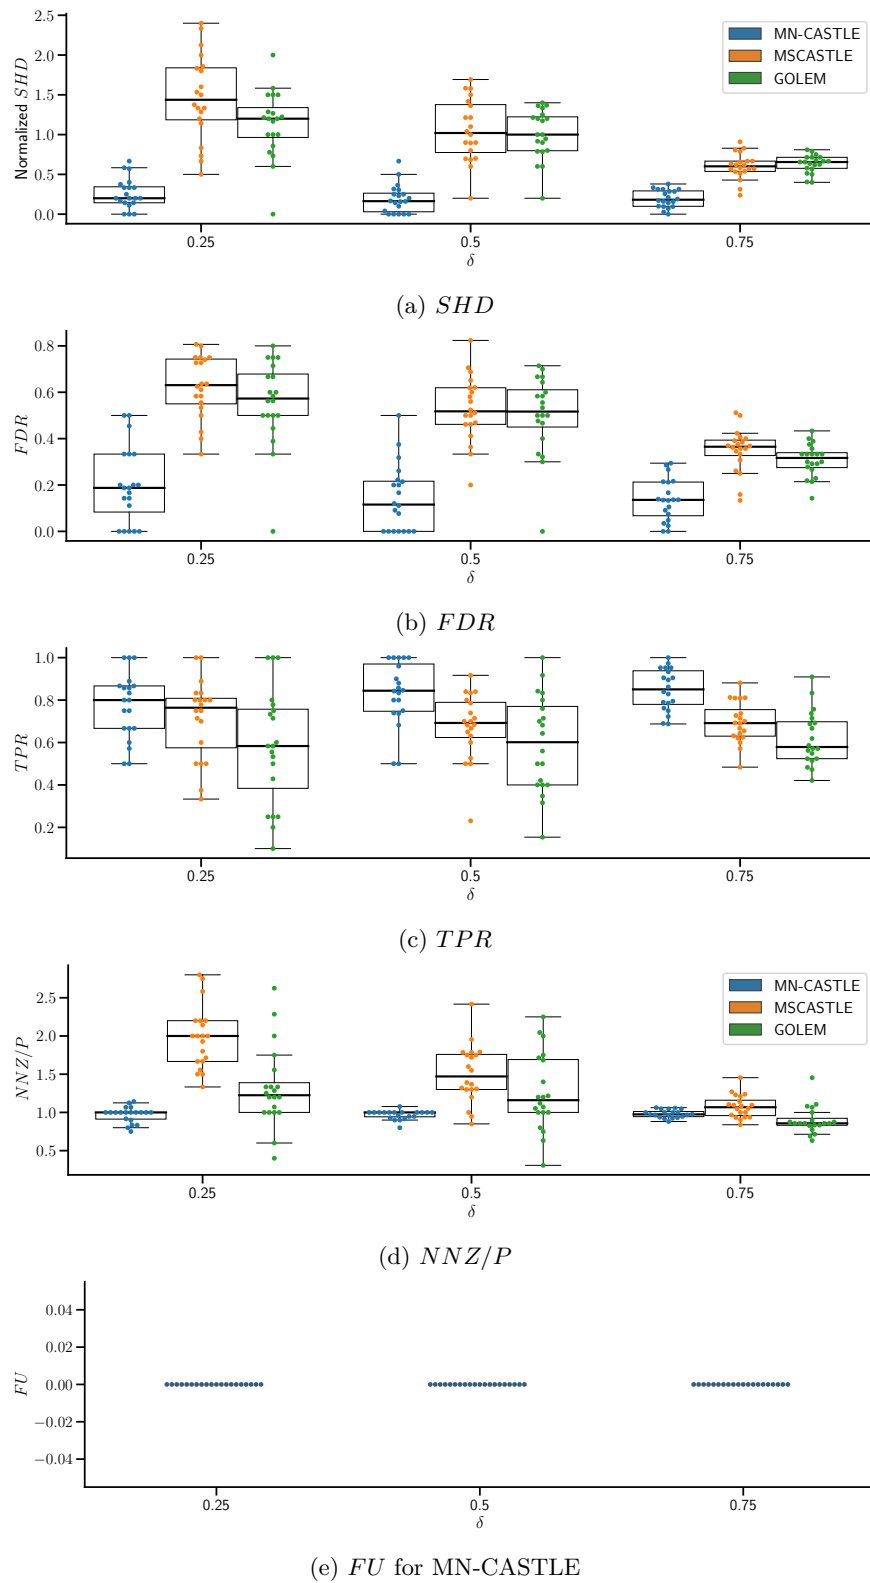 2.5
2.0
1.5
1.0
0.5
0.0
Normalized SHD
MN-CASTLE
MSCASTLE
GOLEM
0.25 0.5 0.75
δ
(a) SHD
0.8
0.6
0.4
0.2
0.0
FDR
0.25 0.5 0.75
δ
(b) FDR
1.0
0.8
0.6
0.4
0.2
TPR
0.25 0.5 0.75
δ
(c) TPR
2.5
2.0
1.5
1.0
0.5
NNZ/P
MN-CASTLE
MSCASTLE
GOLEM
0.25 0.5 0.75
δ
(d) NNZ/P
0.04
0.02
0.00
−0.02
−0.04
FU
0.25 0.5 0.75
δ
(e) FU for MN-CASTLE